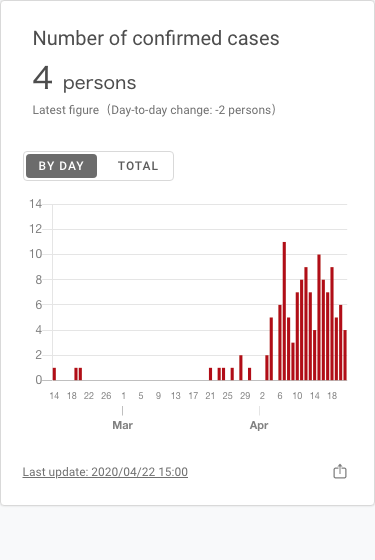 Number of confirmed cases
4 persons
Latest figure (Day-to-day change: -2 persons)
BY DAY TOTAL
14
12
10
8
6
4
2
0
14 18 22 26 1 5 9 13 17 21 25 29 2 6 10 14 18
Mar Apr
Last update: 2020/04/22 15:00